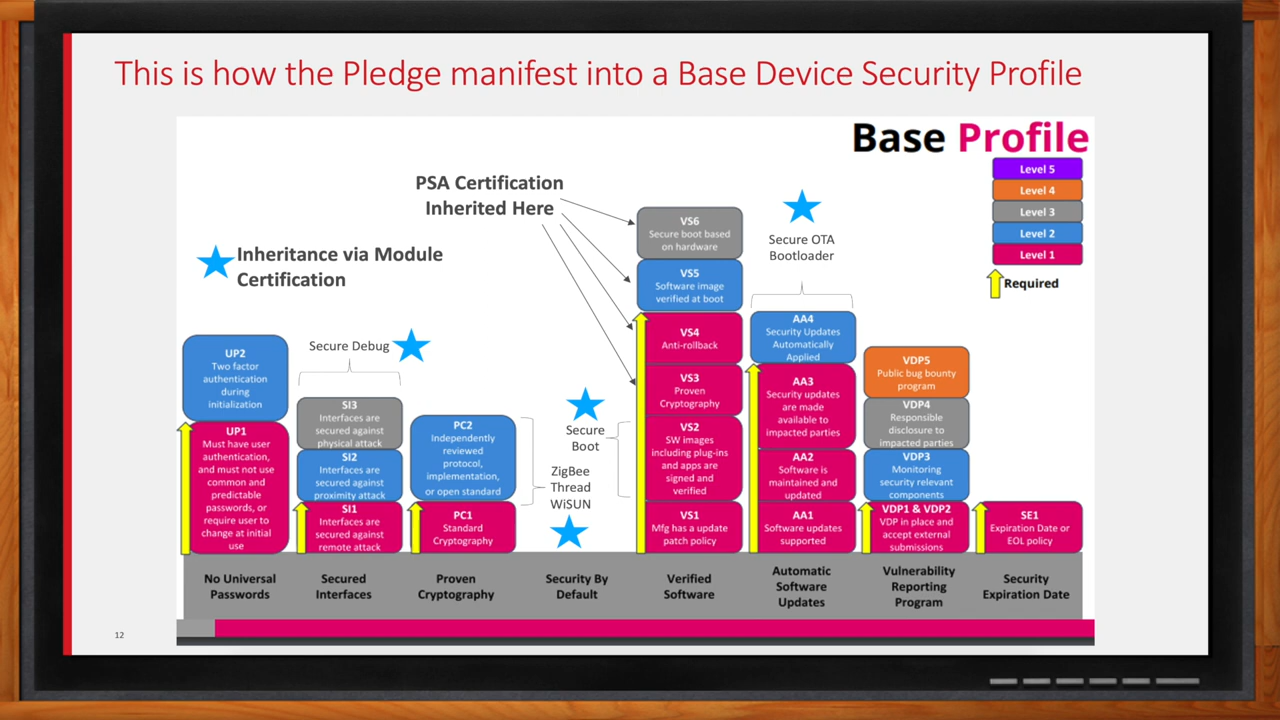 This is how the Pledge manifest into a Base Device Security Profile
Base Profile
Level 5
Level 4
Level 3
Level 2
Level 1
Required
PSA Certification
Inherited Here
Inheritance via Module
Certification
Secure Debug
Secure
Boot
ZigBee
Thread
WiSUN
Secure OTA
Bootloader
UP2
Two factor
authentication
during
initialization
UP1
Must have user
authentication,
and must not use
common and
predictable
passwords, or
require user to
change at initial
use
SI3
Interfaces are
secured against
physical attack
SI2
Interfaces are
secured against
proximity attack
SI1
Interfaces are
secured against
remote attack
PC2
Independently
reviewed
protocol,
implementation,
or open standard
PC1
Standard
Cryptography
VS6
Secure boot based
on hardware
VS5
Software image
verified at boot
VS4
Anti-rollback
VS3
Proven
Cryptography
VS2
SW images
including plug-ins
and apps are
signed and
verified
VS1
Mfg has a update
patch policy
AA4
Security Updates
Automatically
Applied
AA3
Security updates
are made
available to
impacted parties
AA2
Software is
maintained and
updated
AA1
Software updates
supported
VDP5
Public bug bounty
program
VDP4
Responsible
disclosure to
impacted parties
VDP3
Monitoring
security relevant
components
VDP1 & VDP2
VDP in place and
accept external
submissions
SE1
Expiration Date or
EOL policy
No Universal
Passwords
Secured
Interfaces
Proven
Cryptography
Security By
Default
Verified
Software
Automatic
Software
Updates
Vulnerability
Reporting
Program
Security
Expiration Date
12